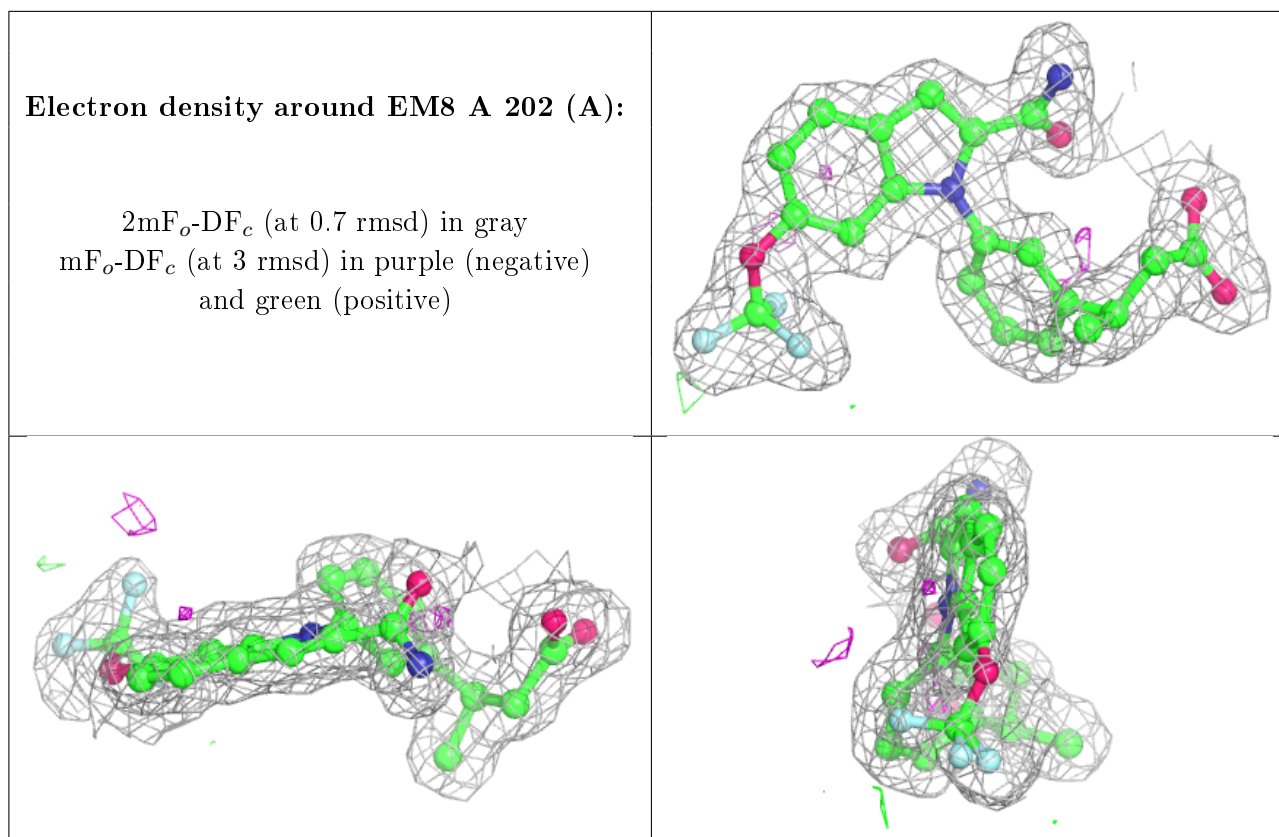 Electron density around EM8 A 202 (A):
2mFₒ-DF𝒸 (at 0.7 rmsd) in gray
mFₒ-DF𝒸 (at 3 rmsd) in purple (negative)
and green (positive)